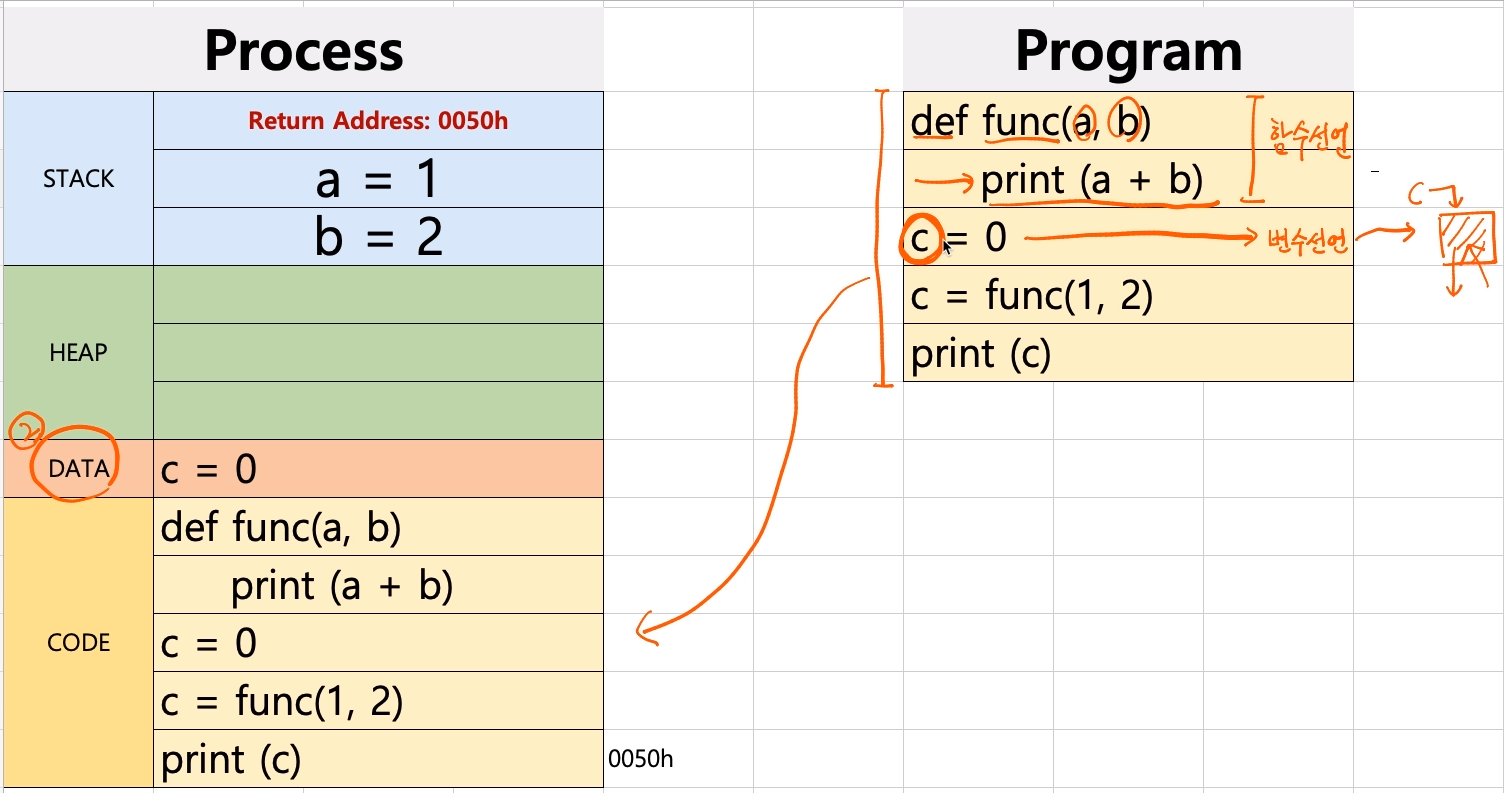 Process
STACK
Return Address: 0050h
a = 1
b = 2
HEAP
②
DATA
c = 0
CODE
def func(a, b)
print (a + b)
c = 0
c = func(1, 2)
print (c)
0050h
Program
def func(a, b)
함수선언
print (a + b)
c = 0
변수선언
C
c = func(1, 2)
print (c)